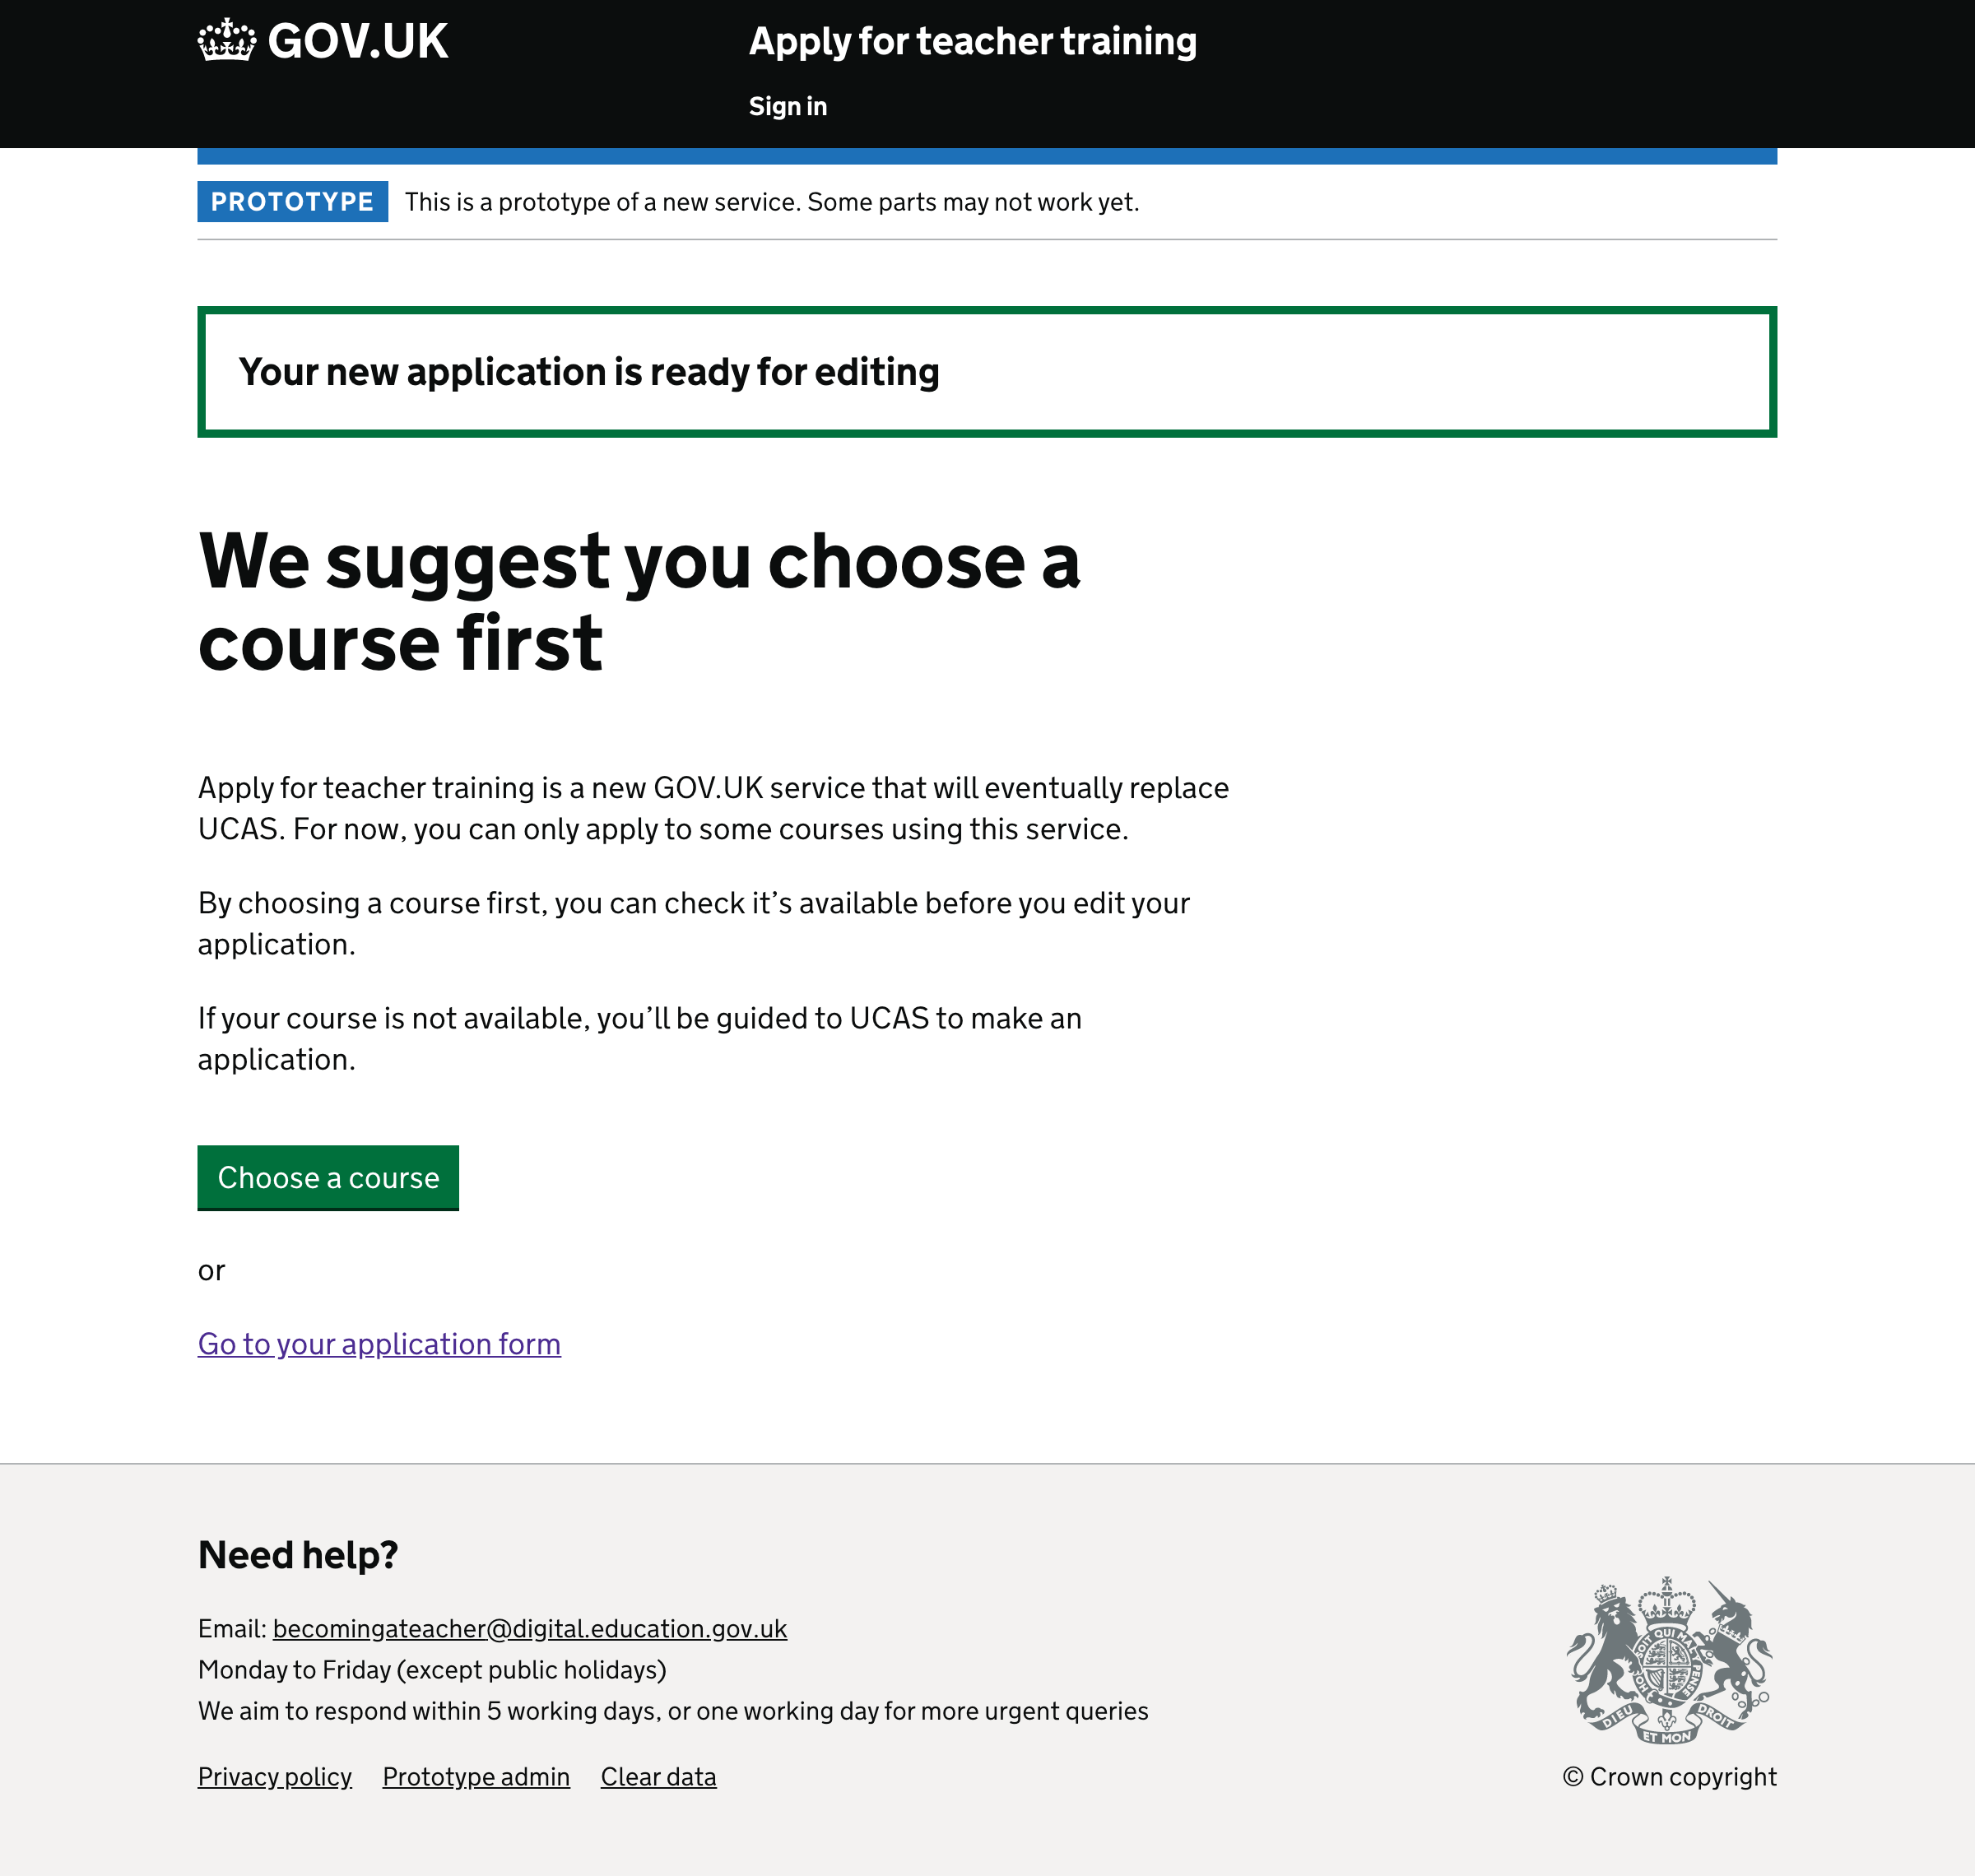 GOV.UK
Apply for teacher training
Sign in
PROTOTYPE This is a prototype of a new service. Some parts may not work yet.
Your new application is ready for editing
We suggest you choose a
course first
Apply for teacher training is a new GOV.UK service that will eventually replace
UCAS. For now, you can only apply to some courses using this service.
By choosing a course first, you can check it’s available before you edit your
application.
If your course is not available, you’ll be guided to UCAS to make an
application.
Choose a course
or
Go to your application form
Need help?
Email: becomingateacher@digital.education.gov.uk
Monday to Friday (except public holidays)
We aim to respond within 5 working days, or one working day for more urgent queries
Privacy policy Prototype admin Clear data
SOIT QUI MAL
PENSE
HONI
DIEU ET MON DROIT
© Crown copyright